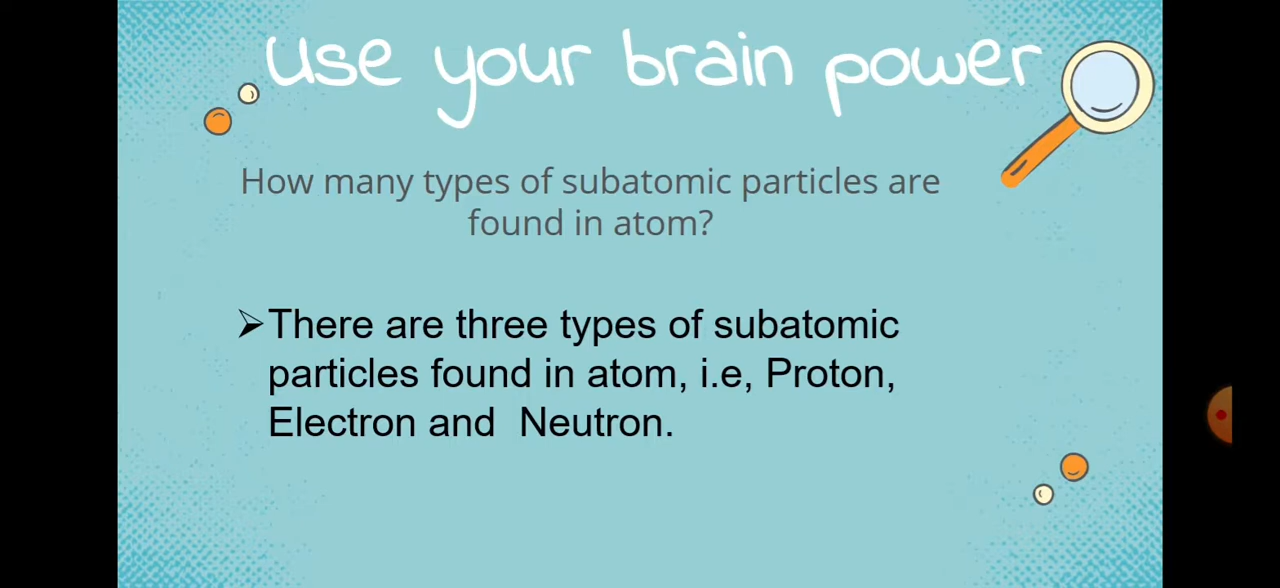 Use your brain power
How many types of subatomic particles are
found in atom?
➢There are three types of subatomic
particles found in atom, i.e, Proton,
Electron and  Neutron.